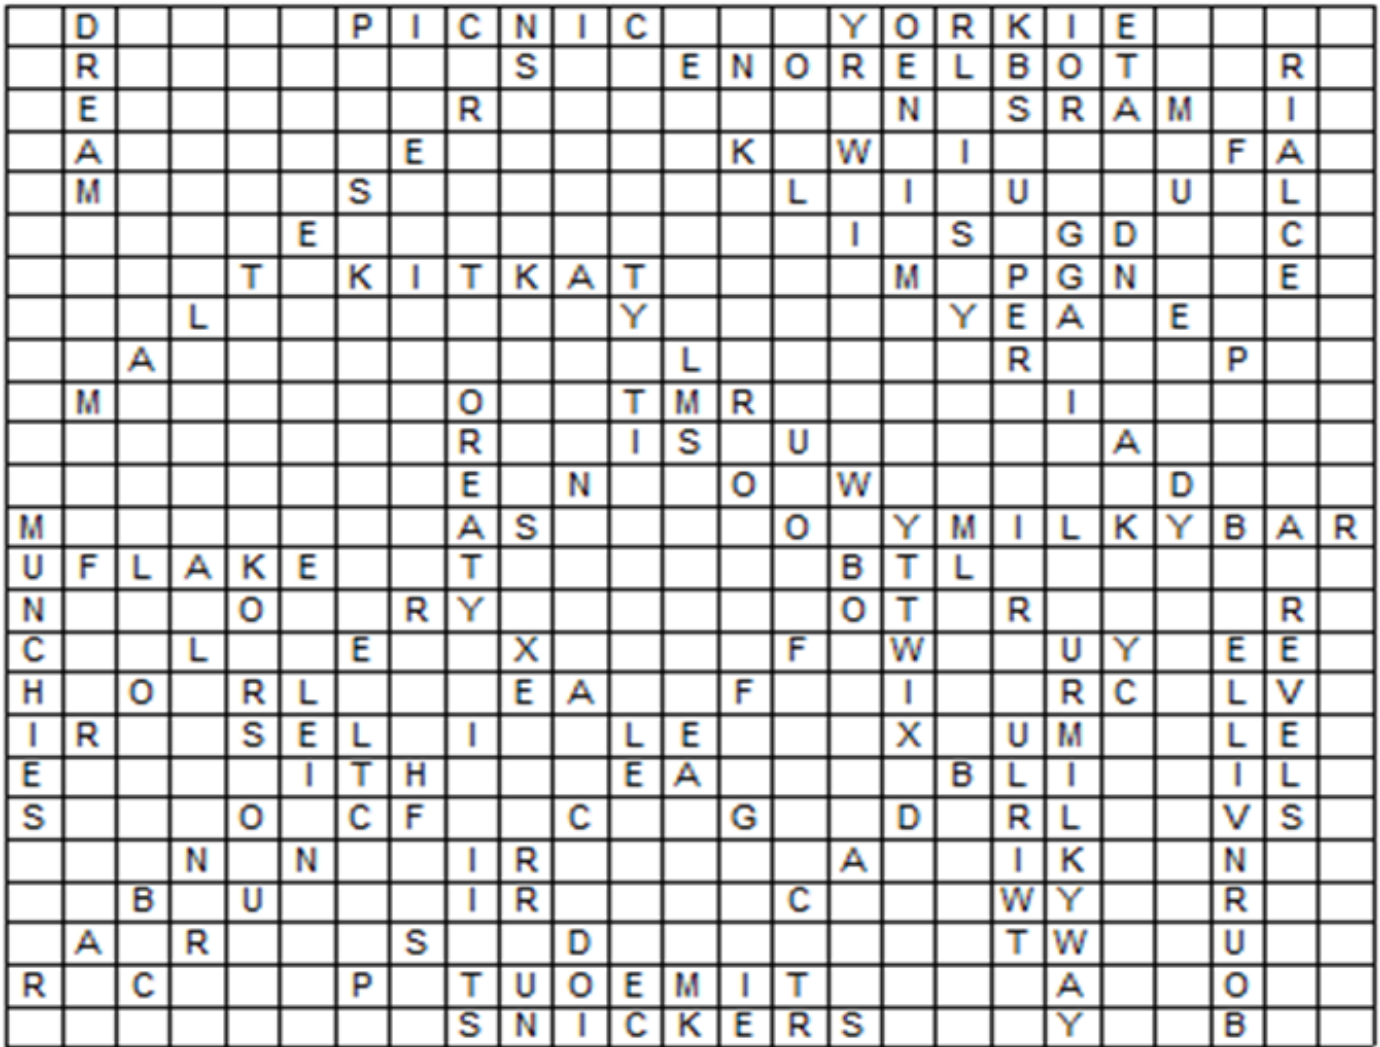 D P I C N I C Y O R K I E
R S E N O R E L B O T R
E R N S R A M I
A E K W I F A
M S L I U U L
E I S G D C
T K I T K A T M P G N E
L Y Y E A E
A L R P
M O T M R I
R I S U A
E N O W D
M A S O Y M I L K Y B A R
U F L A K E T B T L
N O R Y O T R R
C L E X F W U Y E E
H O R L E A F I R C L V
I R S E L I L E X U M L E
E I T H E A B L I I L
S O C F C G D R L V S
N N I R A I K N
B U I R C W Y R
A R S D T W U
R C P T U O E M I T A O
S N I C K E R S Y B